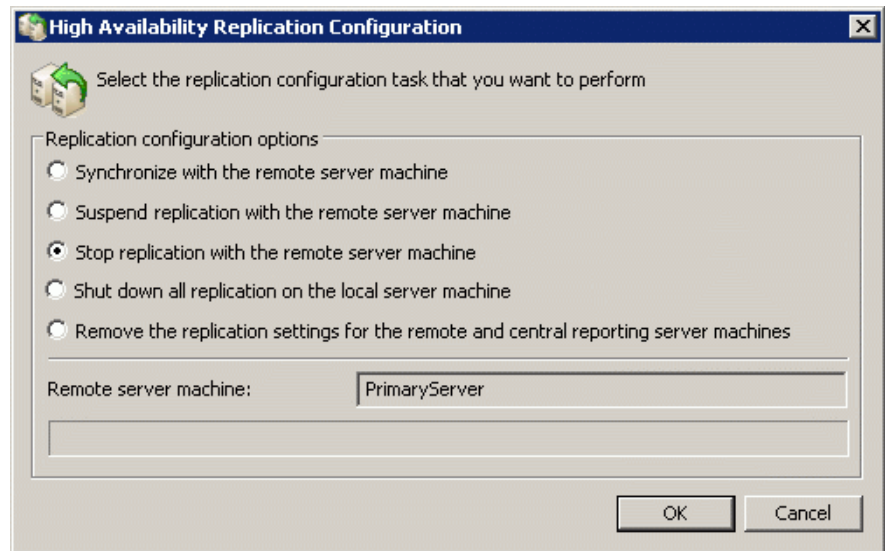 High Availability Replication Configuration
Select the replication configuration task that you want to perform
Replication configuration options
Synchronize with the remote server machine
Suspend replication with the remote server machine
Stop replication with the remote server machine
Shut down all replication on the local server machine
Remove the replication settings for the remote and central reporting server machines
Remote server machine: PrimaryServer
OK Cancel